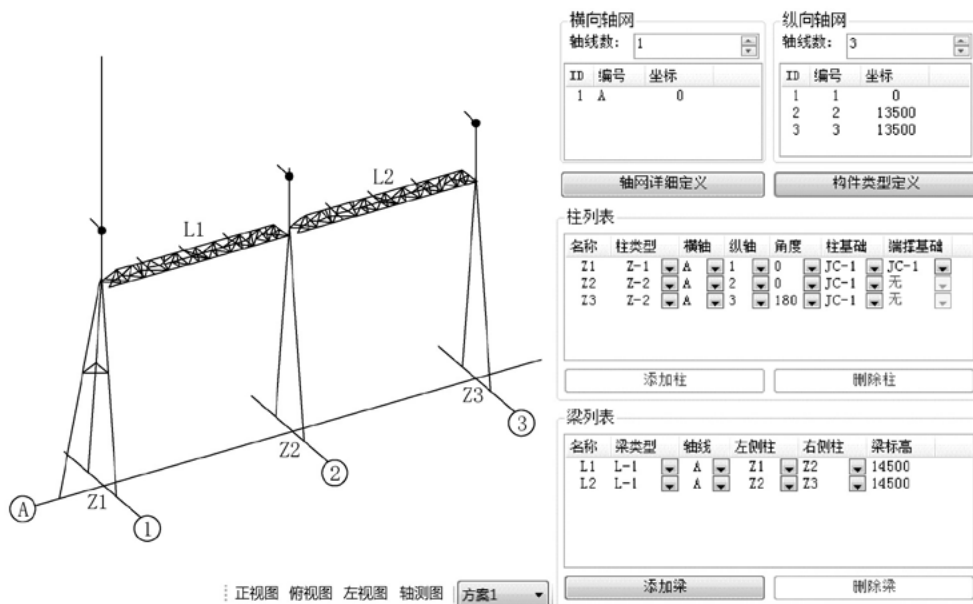 L1
L2
Z1
Z2
Z3
A
1
2
3
正视图 俯视图 左视图 轴测图 方案1
横向轴网
轴线数: 1
ID 编号 坐标
1 A 0
纵向轴网
轴线数: 3
ID 编号 坐标
1 1 0
2 2 13500
3 3 13500
轴网详细定义
构件类型定义
柱列表
名称 柱类型 横轴 纵轴 角度 柱基础 端撑基础
Z1 Z-1 A 1 0 JC-1 JC-1
Z2 Z-2 A 2 0 JC-1 无
Z3 Z-2 A 3 180 JC-1 无
添加柱
删除柱
梁列表
名称 梁类型 轴线 左侧柱 右侧柱 梁标高
L1 L-1 A Z1 Z2 14500
L2 L-1 A Z2 Z3 14500
添加梁
删除梁